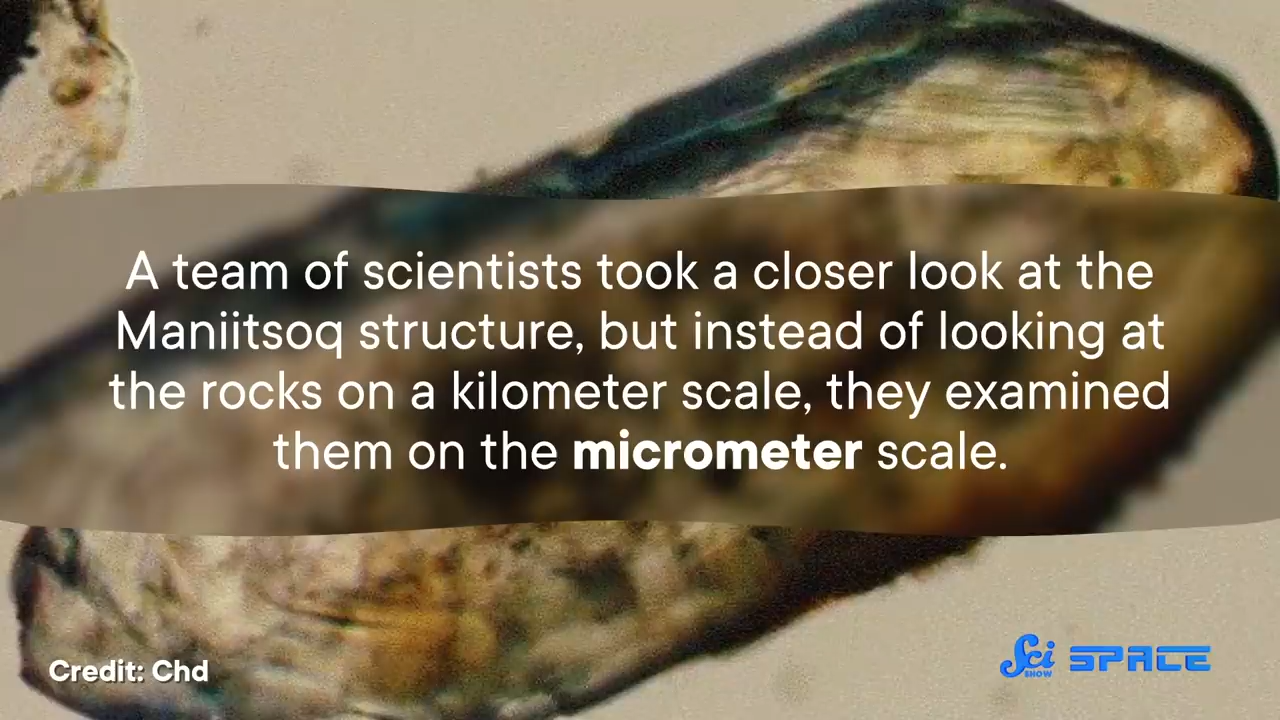 A team of scientists took a closer look at the
Maniitsoq structure, but instead of looking at
the rocks on a kilometer scale, they examined
them on the micrometer scale.
Credit: Chd
Sci SHOW SPACE